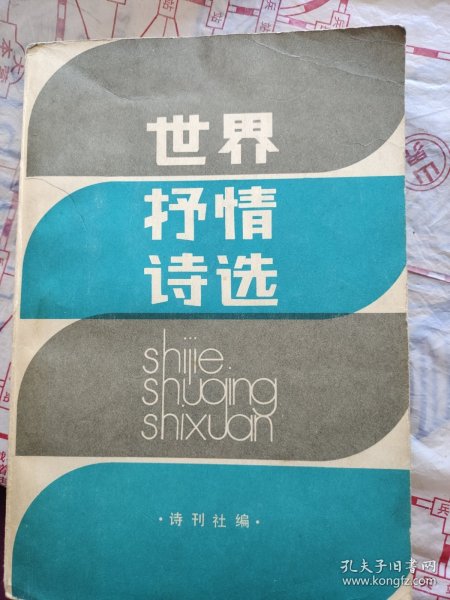 世界
抒情
诗选
shijie
shuqing
shixuan
·诗刊社编·
孔夫子旧书网
www.kongfz.com